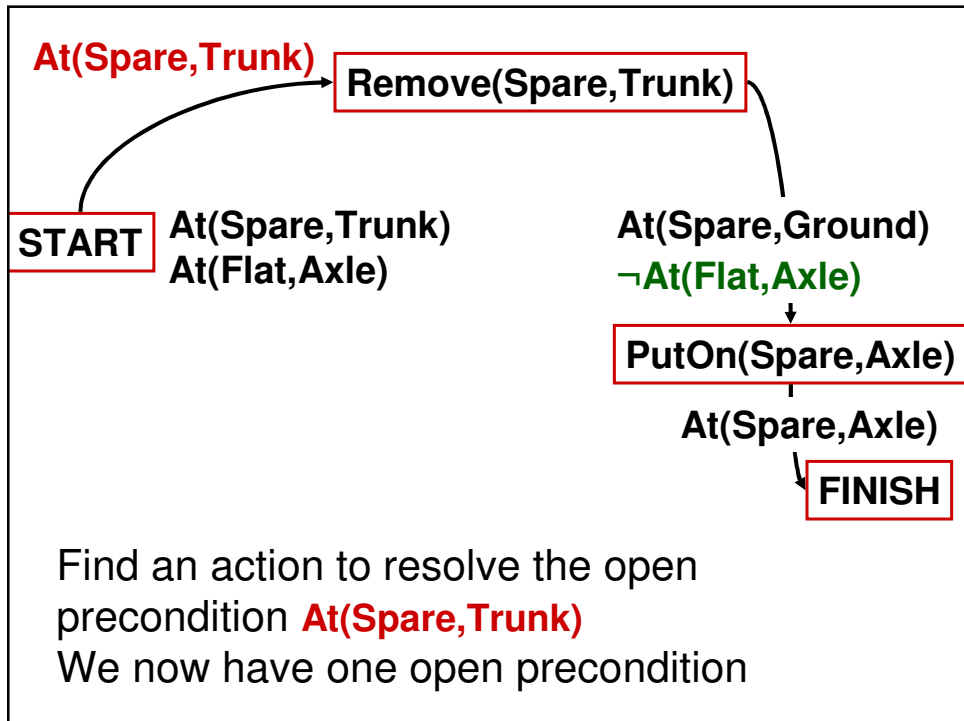 At(Spare,Trunk)
Remove(Spare,Trunk)
START
At(Spare,Trunk)
At(Flat,Axle)
At(Spare,Ground)
¬At(Flat,Axle)
PutOn(Spare,Axle)
At(Spare,Axle)
FINISH
Find an action to resolve the open
precondition At(Spare,Trunk)
We now have one open precondition